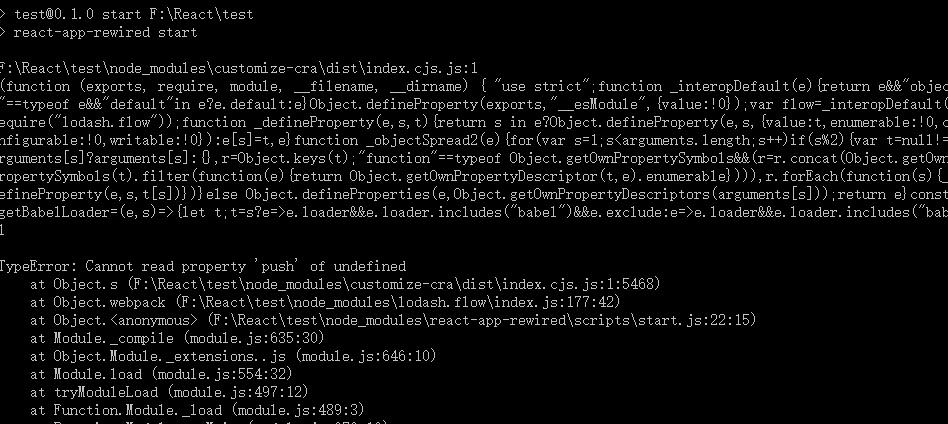 > test@0.1.0 start F:\React\test
> react-app-rewired start
F:\React\test\node_modules\customize-cra\dist\index.cjs.js:1
(function (exports, require, module, __filename, __dirname) { "use strict";function _interopDefault(e){return e&&"objec
"==typeof e&&"default"in e?e.default:e}Object.defineProperty(exports,"__esModule",{value:!0});var flow=_interopDefault(
equire("lodash.flow"));function _defineProperty(e,s,t){return s in e?Object.defineProperty(e,s,{value:t,enumerable:!0,c
nfigurable:!0,writable:!0}):e[s]=t,e}function _objectSpread2(e){for(var s=1;s<arguments.length;s++)if(s%2){var t=null!=
arguments[s]?arguments[s]:{},r=Object.keys(t);"function"==typeof Object.getOwnPropertySymbols&&(r=r.concat(Object.getOw
ropertySymbols(t).filter(function(e){return Object.getOwnPropertyDescriptor(t,e).enumerable}))),r.forEach(function(s){_
efineProperty(e,s,t[s])})}else Object.defineProperties(e,Object.getOwnPropertyDescriptors(arguments[s]));return e}const
getBabelLoader=(e,s)=>{let t;t=s?e=>e.loader&&e.loader.includes("babel")&&e.exclude:e=>e.loader&&e.loader.includes("bab
l
TypeError: Cannot read property 'push' of undefined
at Object.s (F:\React\test\node_modules\customize-cra\dist\index.cjs.js:1:5468)
at Object.webpack (F:\React\test\node_modules\lodash.flow\index.js:177:42)
at Object.<anonymous> (F:\React\test\node_modules\react-app-rewired\scripts\start.js:22:15)
at Module._compile (module.js:635:30)
at Object.Module._extensions..js (module.js:646:10)
at Module.load (module.js:554:32)
at tryModuleLoad (module.js:497:12)
at Function.Module._load (module.js:489:3)